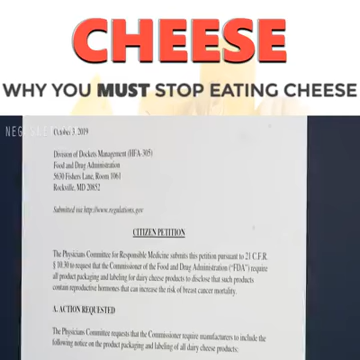 CHEESE
WHY YOU MUST STOP EATING CHEESE
October 3, 2019
Division of Dockets Management (HFA-305)
Food and Drug Administration
5630 Fishers Lane, Room 1061
Rockville, MD 20852
Submitted via http://www.regulations.gov
CITIZEN PETITION
The Physicians Committee for Responsible Medicine submits this petition pursuant to 21 C.F.R.
§ 10.30 to request that the Commissioner of the Food and Drug Administration ("FDA") require
all product packaging and labeling for dairy cheese products to disclose that such products
contain reproductive hormones that can increase the risk of breast cancer mortality.
A. ACTION REQUESTED
The Physicians Committee requests that the Commissioner require manufacturers to include the
following notice on the product packaging and labeling of all dairy cheese products: